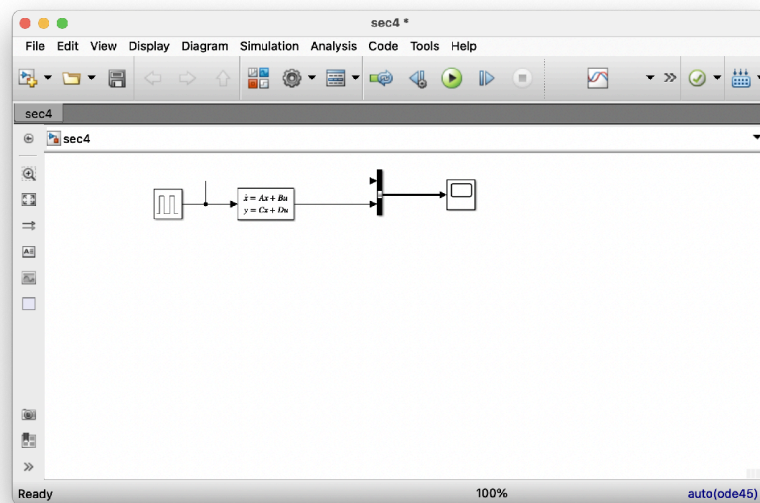 sec4 *
File Edit View Display Diagram Simulation Analysis Code Tools Help
sec4
sec4
ẋ = Ax + Bu
y = Cx + Du
Ready 100% auto(ode45)